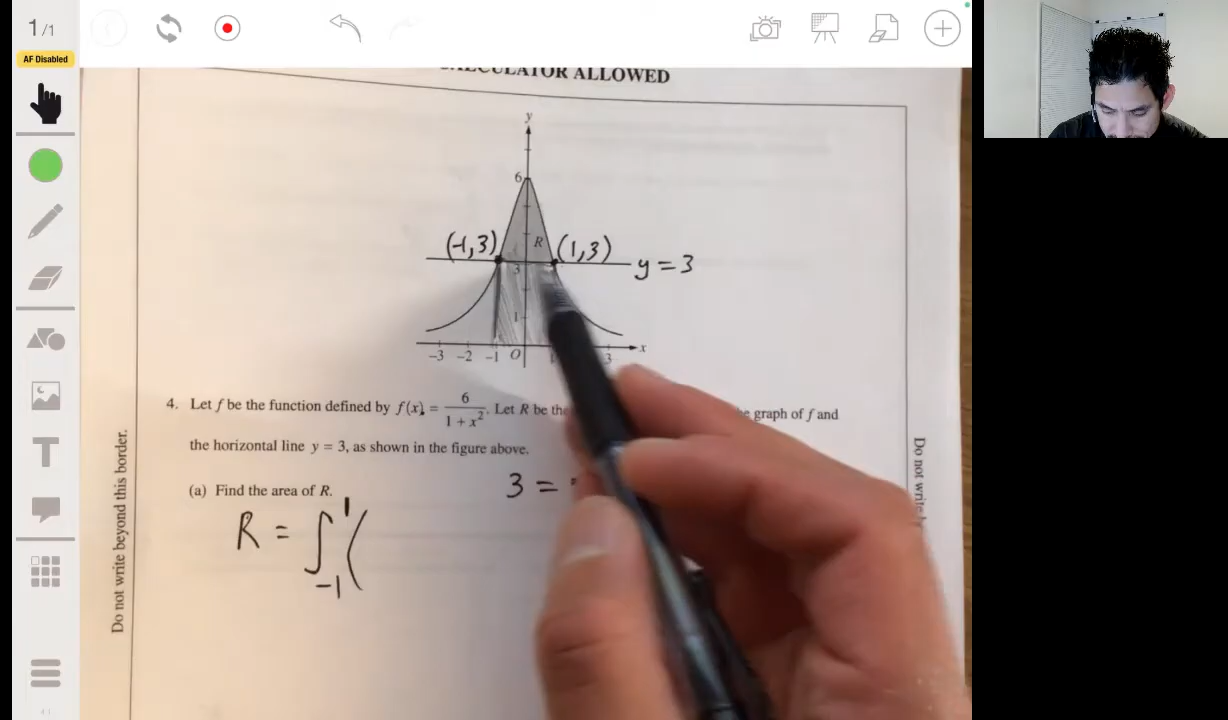 1/1
AF Disabled
CALCULATOR ALLOWED
y
6
(-1,3)
R
(1,3)
3
y = 3
1
-3 -2 -1 O 3 x
4. Let f be the function defined by f(x) = 6 / 1 + x². Let R be the graph of f and
the horizontal line y = 3, as shown in the figure above.
(a) Find the area of R.
3 =
R = ∫ 1 -1 (
Do not write beyond this border.
Do not write
T